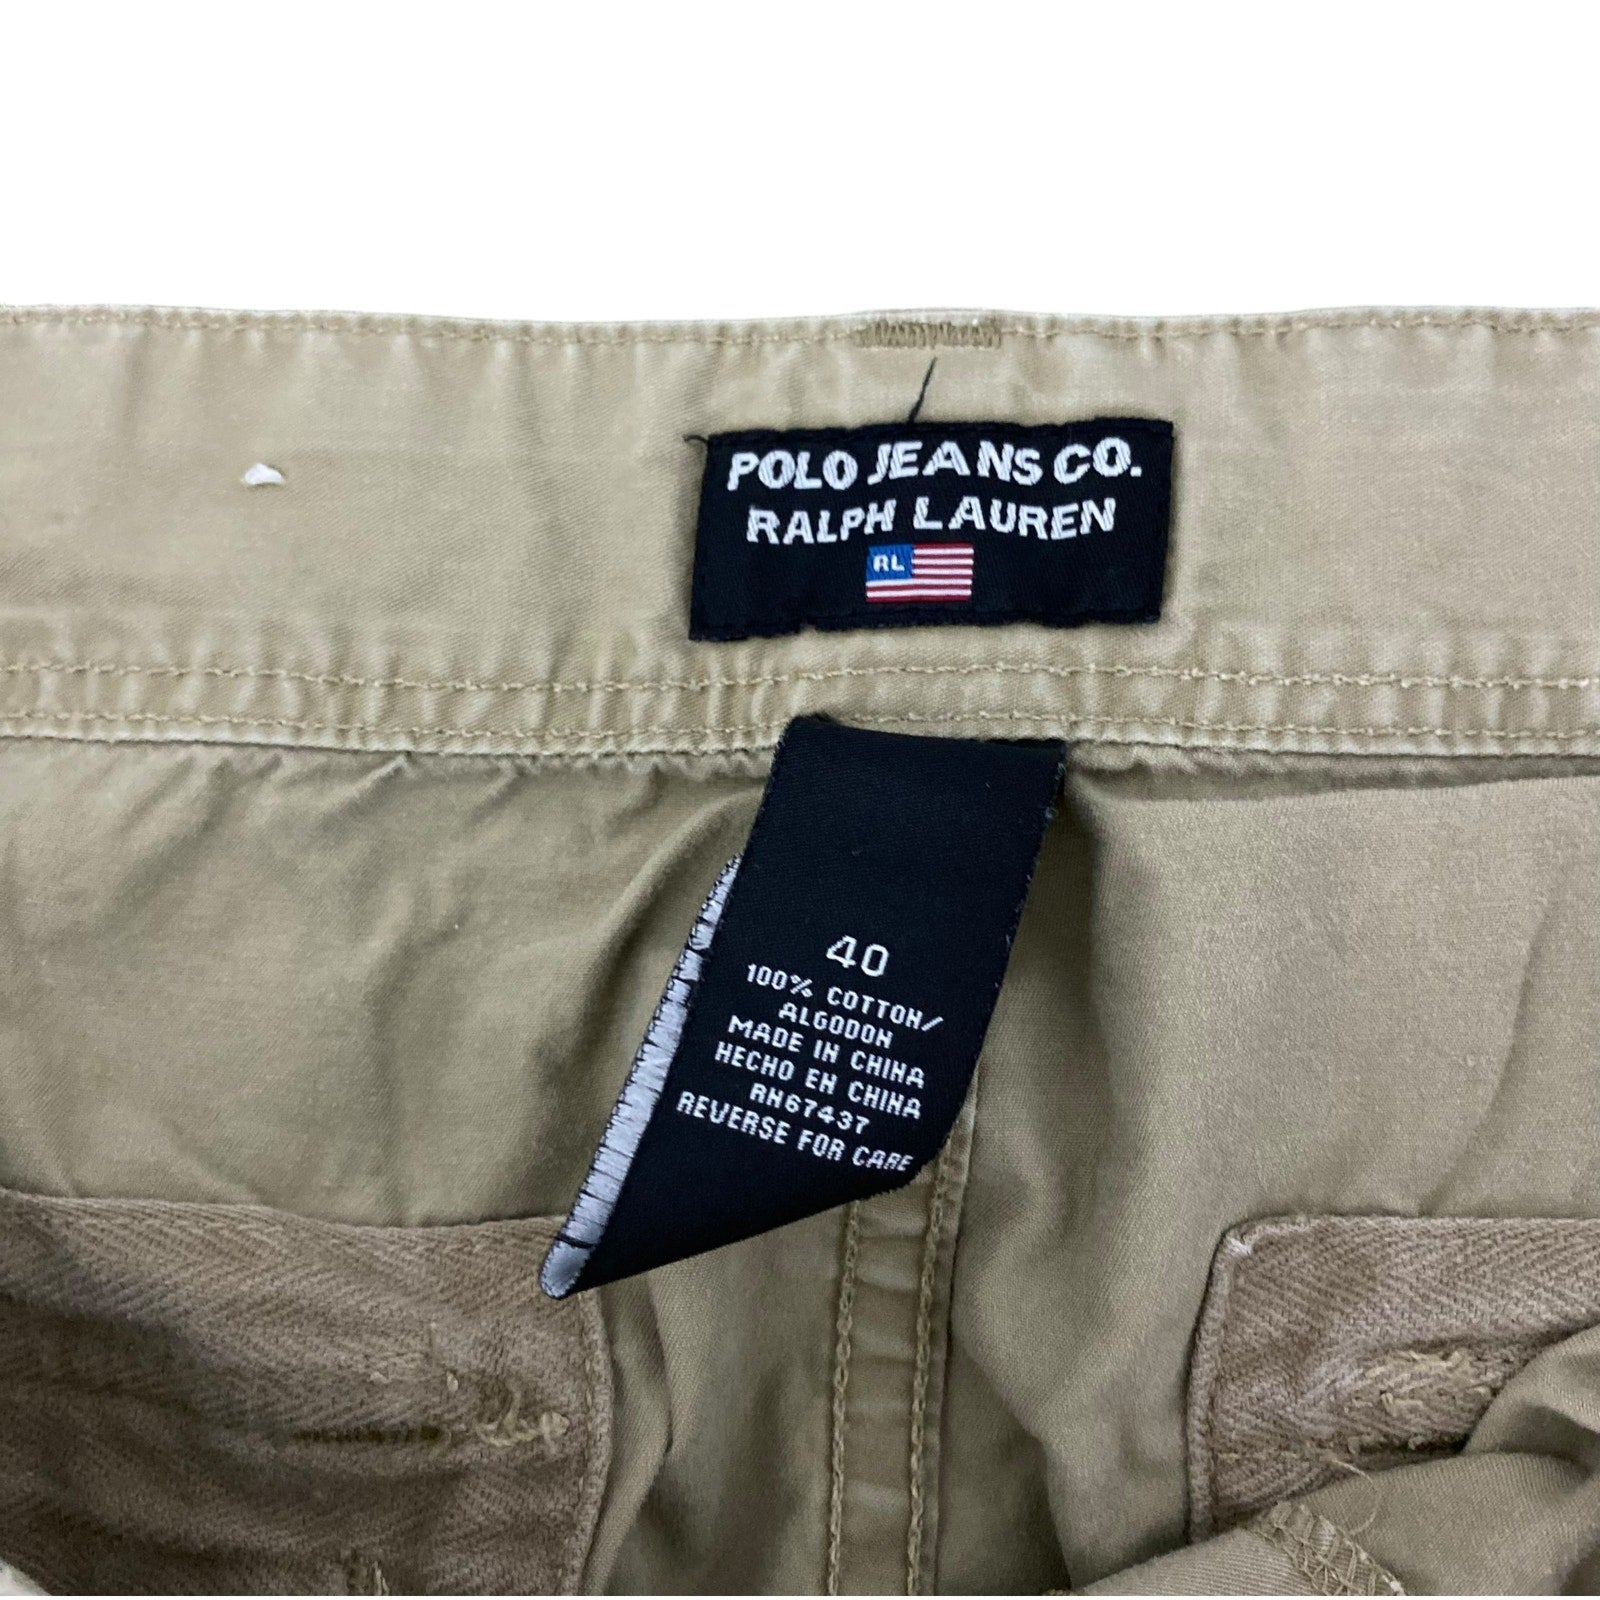 POLO JEANS CO.
RALPH LAUREN
RL
40
100% COTTON/
ALGODON
MADE IN CHINA
HECHO EN CHINA
RN67437
REVERSE FOR CARE